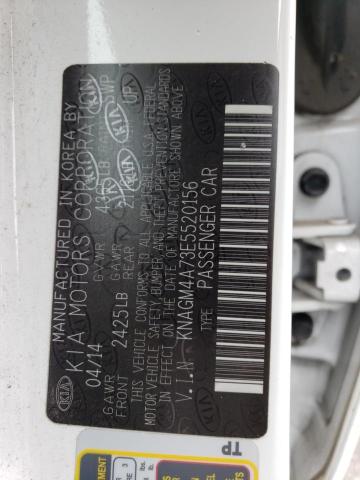 MANUFACTURED IN KOREA BY
KIA MOTORS CORPORATION
04/14 GVWR
GAWR
FRONT 2425LB GAWR
REAR
THIS VEHICLE CONFORMS TO ALL APPLICABLE U.S.A. FEDERAL
MOTOR VEHICLE SAFETY, BUMPER, AND THEFT PREVENTION STANDARDS
IN EFFECT ON THE DATE OF MANUFACTURE SHOWN ABOVE
V.I.N KNAGM4A73E5520156
TYPE PASSENGER CAR
KIA
TP